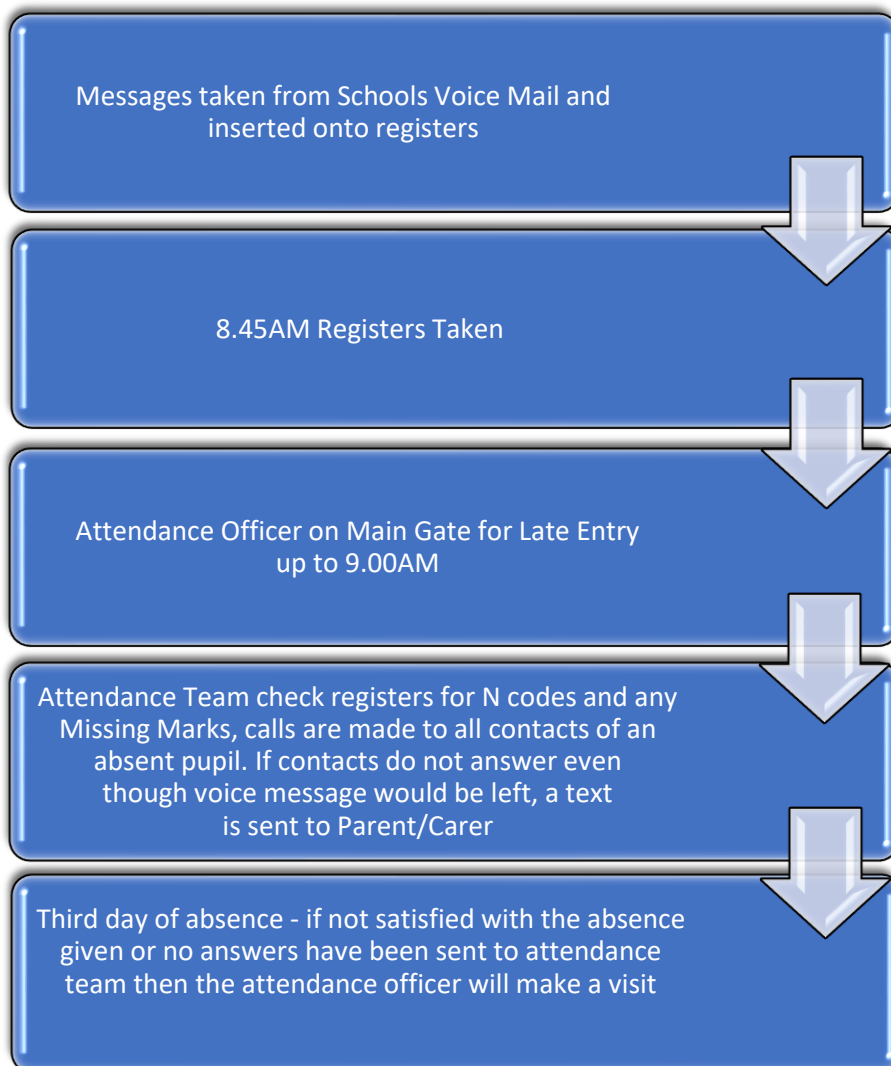 Messages taken from Schools Voice Mail and
inserted onto registers
8.45AM Registers Taken
Attendance Officer on Main Gate for Late Entry
up to 9.00AM
Attendance Team check registers for N codes and any
Missing Marks, calls are made to all contacts of an
absent pupil. If contacts do not answer even
though voice message would be left, a text
is sent to Parent/Carer
Third day of absence - if not satisfied with the absence
given or no answers have been sent to attendance
team then the attendance officer will make a visit